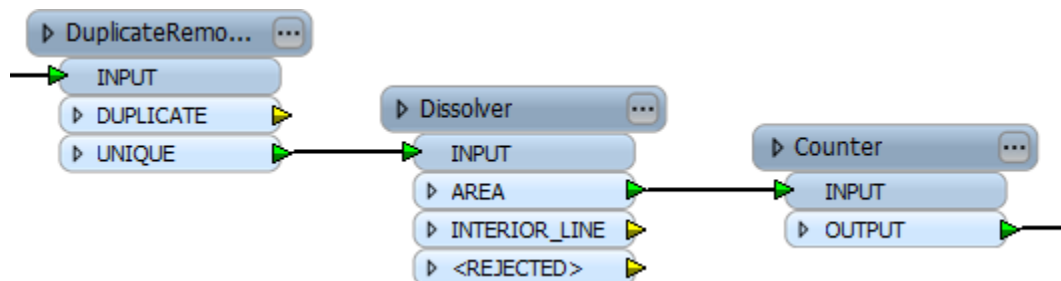 DuplicateRemo...
INPUT
DUPLICATE
UNIQUE
Dissolver
INPUT
AREA
INTERIOR_LINE
<REJECTED>
Counter
INPUT
OUTPUT